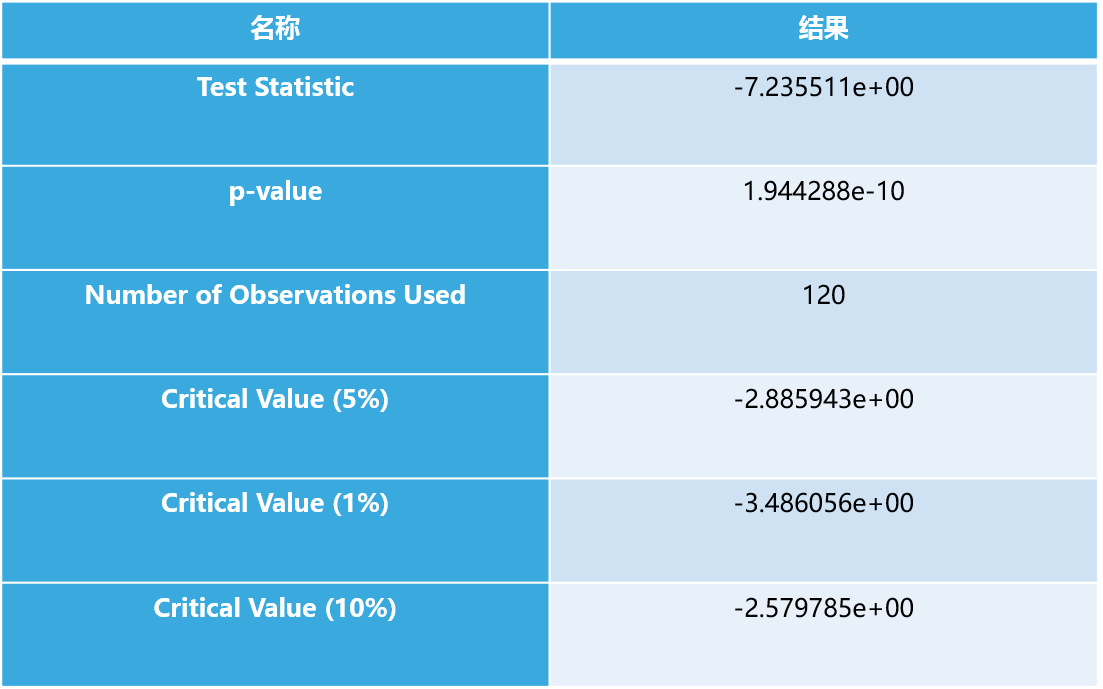 名称 结果
Test Statistic -7.235511e+00
p-value 1.944288e-10
Number of Observations Used 120
Critical Value (5%) -2.885943e+00
Critical Value (1%) -3.486056e+00
Critical Value (10%) -2.579785e+00